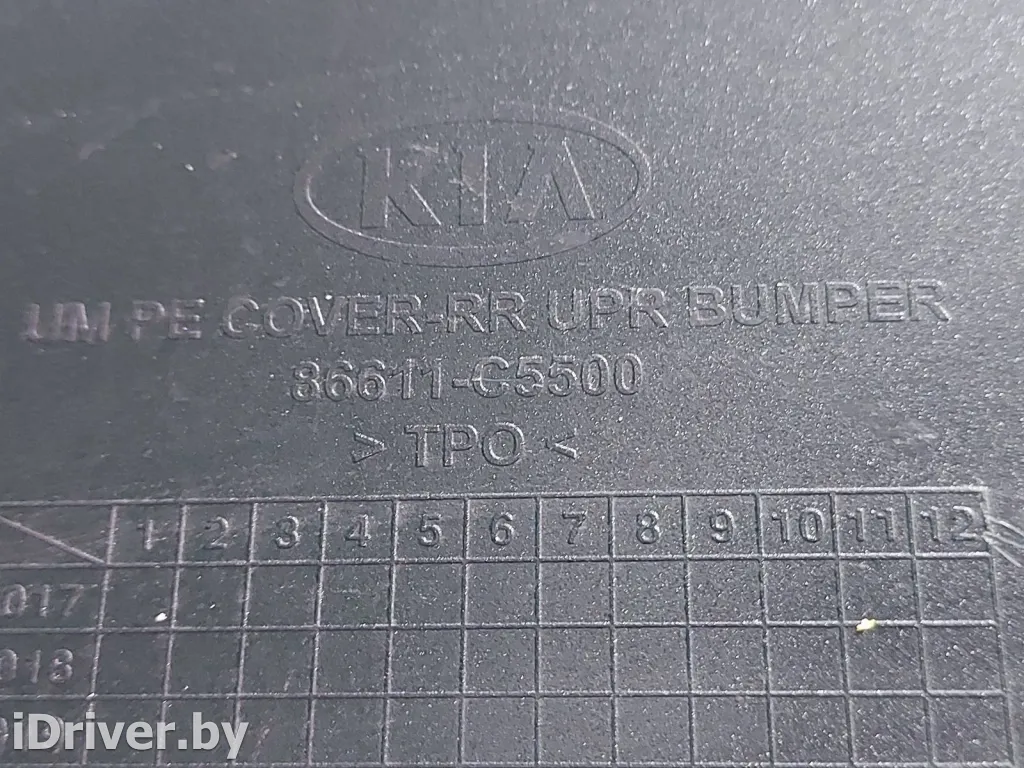 KIA
UM PE COVER-RR UPR BUMPER
86611-C5500
> TPO <
1 2 3 4 5 6 7 8 9 10 11 12
017
018
iDriver.by